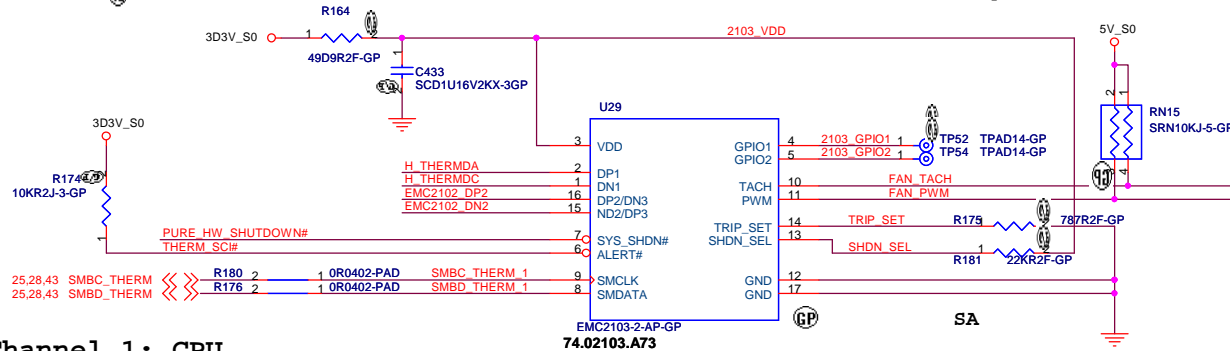 R164
3D3V_S0
1
2
49D9R2F-GP
2103_VDD
5V_S0
1
C433
SCD1U16V2KX-3GP
2
2 1
RN15
SRN10KJ-5-GP
3 4
U29
3D3V_S0
R174
10KR2J-3-GP
2
1
3 VDD
GPIO1 4 2103_GPIO1 1 TP52 TPAD14-GP
GPIO2 5 2103_GPIO2 1 TP54 TPAD14-GP
H_THERMDA 2 DP1
H_THERMDC 1 DN1
EMC2102_DP2 16 DP2/DN3
EMC2102_DN2 15 ND2/DP3
TACH 10 FAN_TACH
PWM 11 FAN_PWM
TRIP_SET 14 TRIP_SET R175 787R2F-GP
SHDN_SEL 13 SHDN_SEL 1 R181 22KR2F-GP
PURE_HW_SHUTDOWN# 7 SYS_SHDN#
THERM_SCI# 6 ALERT#
25,28,43 SMBC_THERM R180 2 1 0R0402-PAD SMBC_THERM_1 9 SMCLK
25,28,43 SMBD_THERM R176 2 1 0R0402-PAD SMBD_THERM_1 8 SMDATA
GND 12
GND 17
GP
SA
EMC2103-2-AP-GP
74.02103.A73
Channel 1: CPU